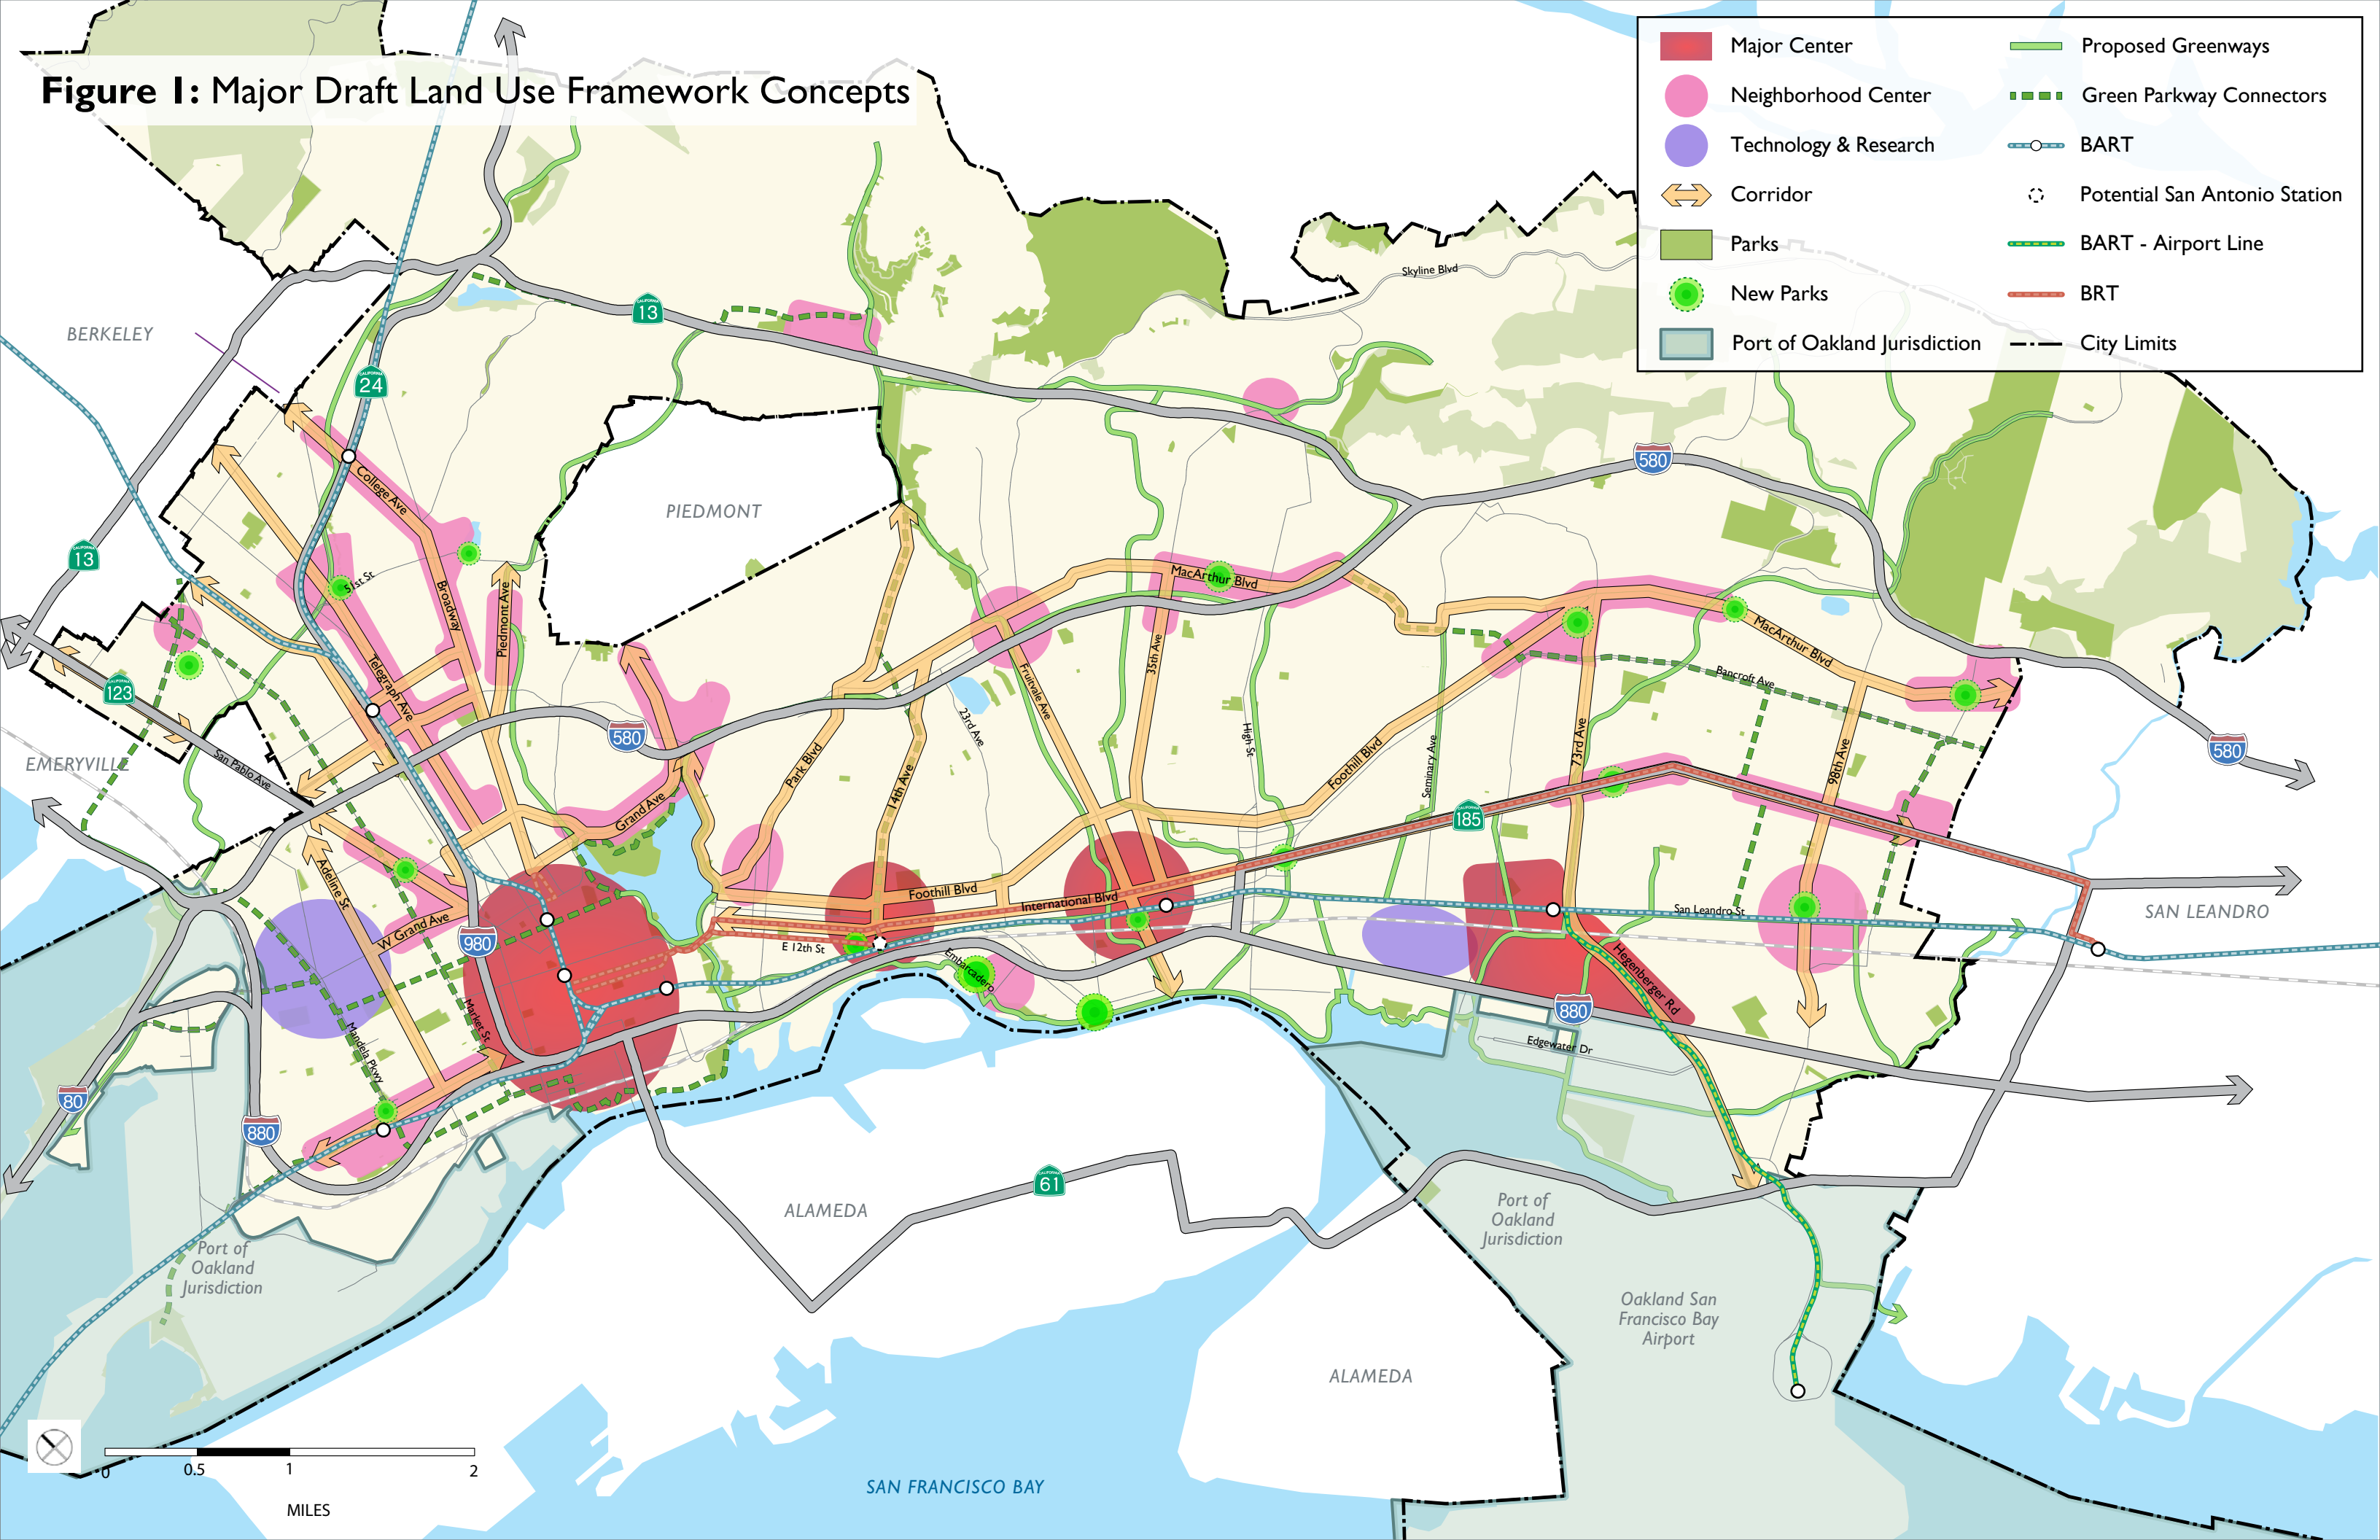 Figure 1: Major Draft Land Use Framework Concepts
Major Center
Neighborhood Center
Technology & Research
Corridor
Parks
New Parks
Port of Oakland Jurisdiction
Proposed Greenways
Green Parkway Connectors
BART
Potential San Antonio Station
BART - Airport Line
BRT
City Limits
Skyline Blvd
CALIFORNIA
13
BERKELEY
CALIFORNIA
24
580
College Ave
PIEDMONT
CALIFORNIA
13
51st St
Broadway
Piedmont Ave
MacArthur Blvd
35th Ave
MacArthur Blvd
Bancroft Ave
Telegraph Ave
CALIFORNIA
123
Fruitvale Ave
23rd Ave
High St
Seminary Ave
Foothill Blvd
73rd Ave
98th Ave
580
580
EMERYVILLE
San Pablo Ave
Park Blvd
14th Ave
Grand Ave
CALIFORNIA
185
Adeline St
W Grand Ave
Foothill Blvd
International Blvd
San Leandro St
SAN LEANDRO
980
E 12th St
Embarcadero
Hegenberger Rd
880
Market St
Mandela Pkwy
Edgewater Dr
80
880
CALIFORNIA
61
ALAMEDA
Port of
Oakland
Jurisdiction
Port of
Oakland
Jurisdiction
Oakland San
Francisco Bay
Airport
ALAMEDA
SAN FRANCISCO BAY
0
0.5
1
2
MILES